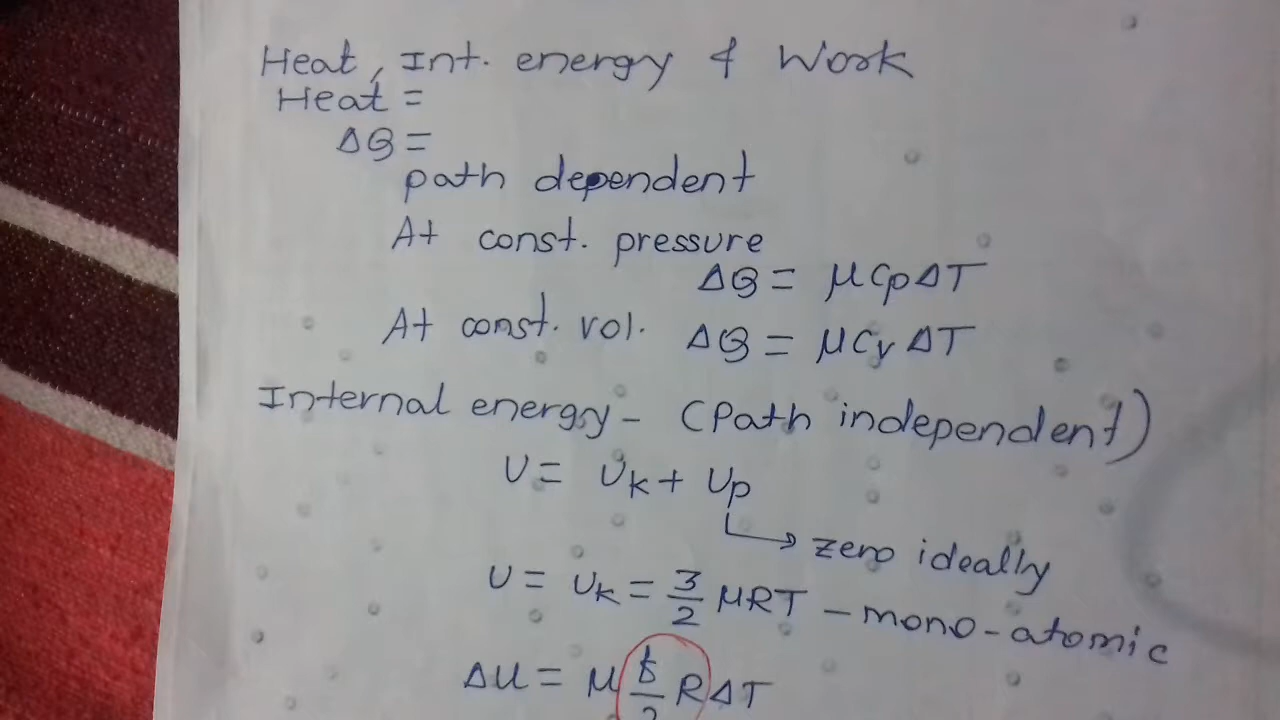 Heat, Int. energy & Work
Heat =
ΔQ =
path dependent
At const. pressure
ΔQ = μCpΔT
At const. vol. ΔQ = μCvΔT
Internal energy - (Path independent)
U = Uk + Up
→ zero ideally
U = Uk = 3/2 μRT - mono-atomic
ΔU = μ f/2 RΔT